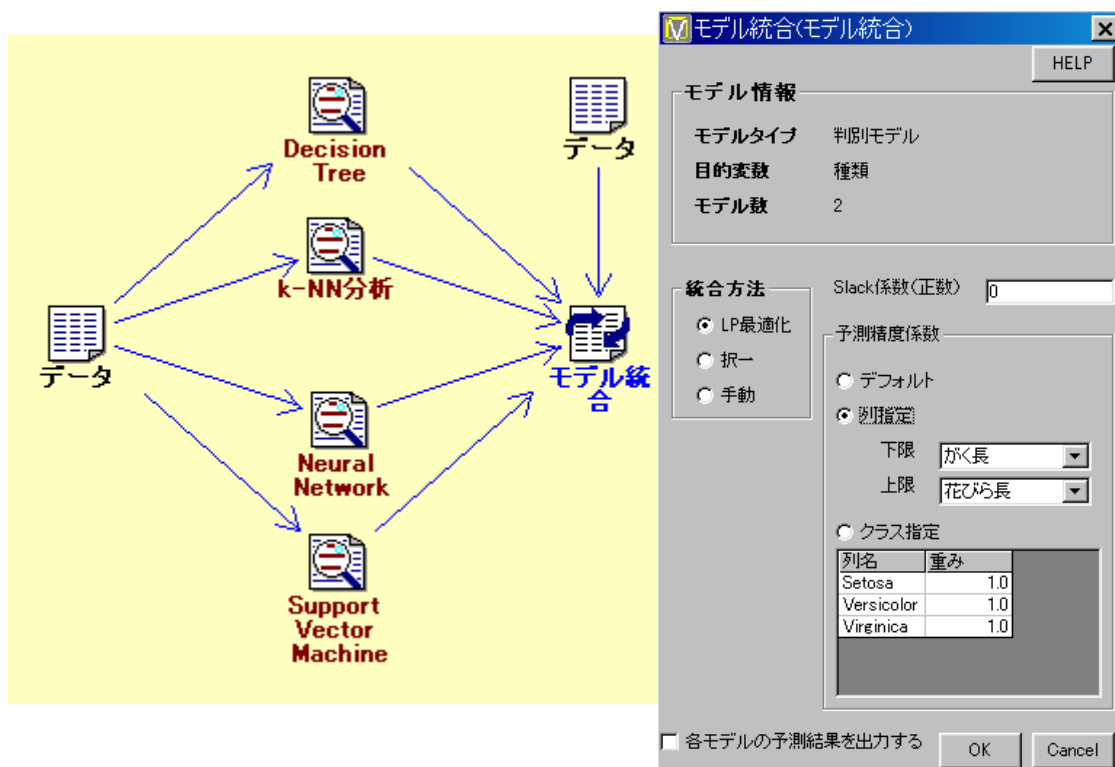 データ
Decision
Tree
k-NN分析
Neural
Network
Support
Vector
Machine
データ
モデル統
合
モデル統合(モデル統合)
HELP
モデル情報
モデルタイプ 判別モデル
目的変数 種類
モデル数 2
統合方法
LP最適化
択一
手動
Slack係数(正数) 0
予測精度係数
デフォルト
列指定
下限 がく長
上限 花びら長
クラス指定
列名 重み
Setosa 1.0
Versicolor 1.0
Virginica 1.0
各モデルの予測結果を出力する
OK Cancel